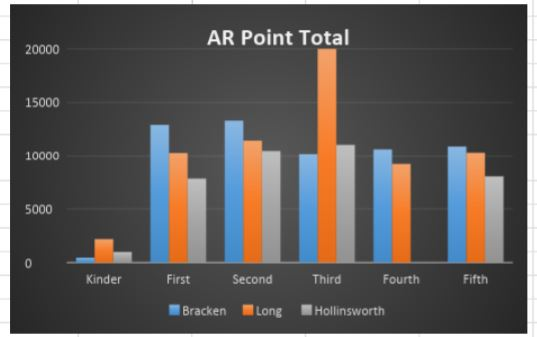 AR Point Total
20000
15000
10000
5000
0
Kinder First Second Third Fourth Fifth
Bracken Long Hollinsworth